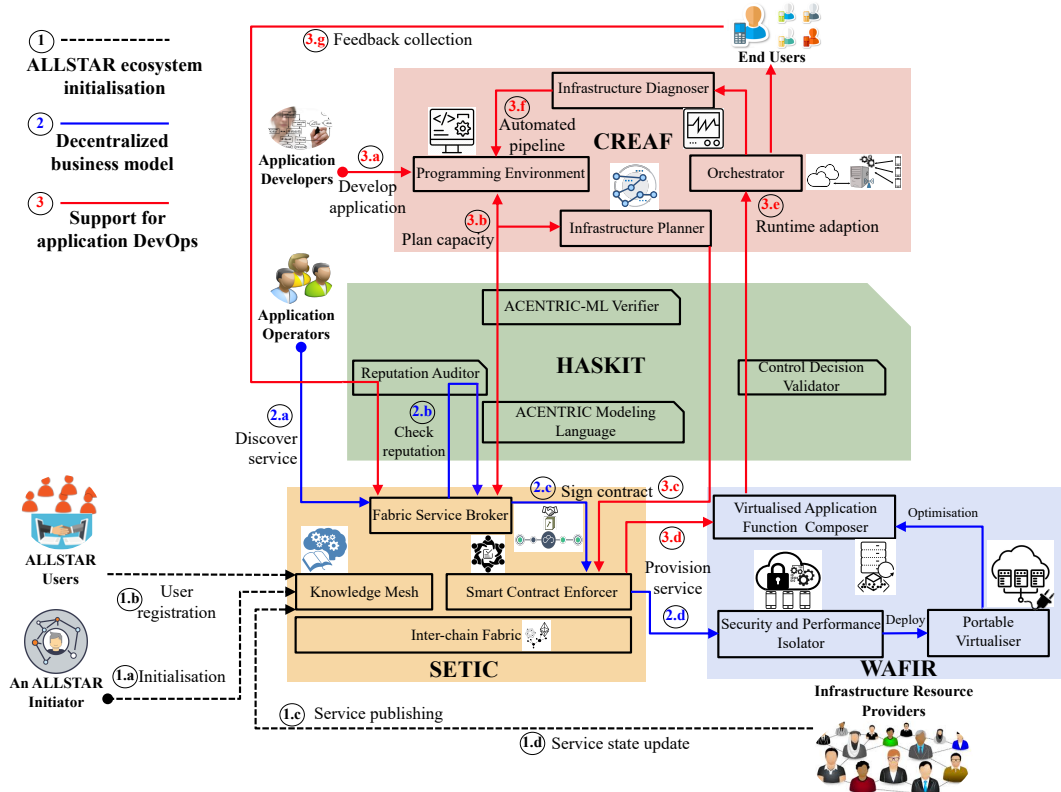 1
ALLSTAR ecosystem
initialisation
2
Decentralized
business model
3
Support for
application DevOps
3.g Feedback collection
End Users
Infrastructure Diagnoser
3.f
Automated
pipeline
CREAF
Application
Developers
3.a
Develop
application
Programming Environment
Orchestrator
3.b
Plan capacity
Infrastructure Planner
3.e
Runtime adaption
Application
Operators
ACENTRIC-ML Verifier
HASKIT
Reputation Auditor
Control Decision
Validator
2.a
Discover
service
2.b
Check
reputation
ACENTRIC Modeling
Language
2.c Sign contract 3.c
Fabric Service Broker
Virtualised Application
Function Composer
Optimisation
3.d
Provision
service
ALLSTAR
Users
1.b User
registration
Knowledge Mesh
Smart Contract Enforcer
2.d
Security and Performance
Isolator
Deploy
Portable
Virtualiser
Inter-chain Fabric
SETIC
WAFIR
An ALLSTAR
Initiator
1.a Initialisation
Infrastructure Resource
Providers
1.c Service publishing
1.d Service state update